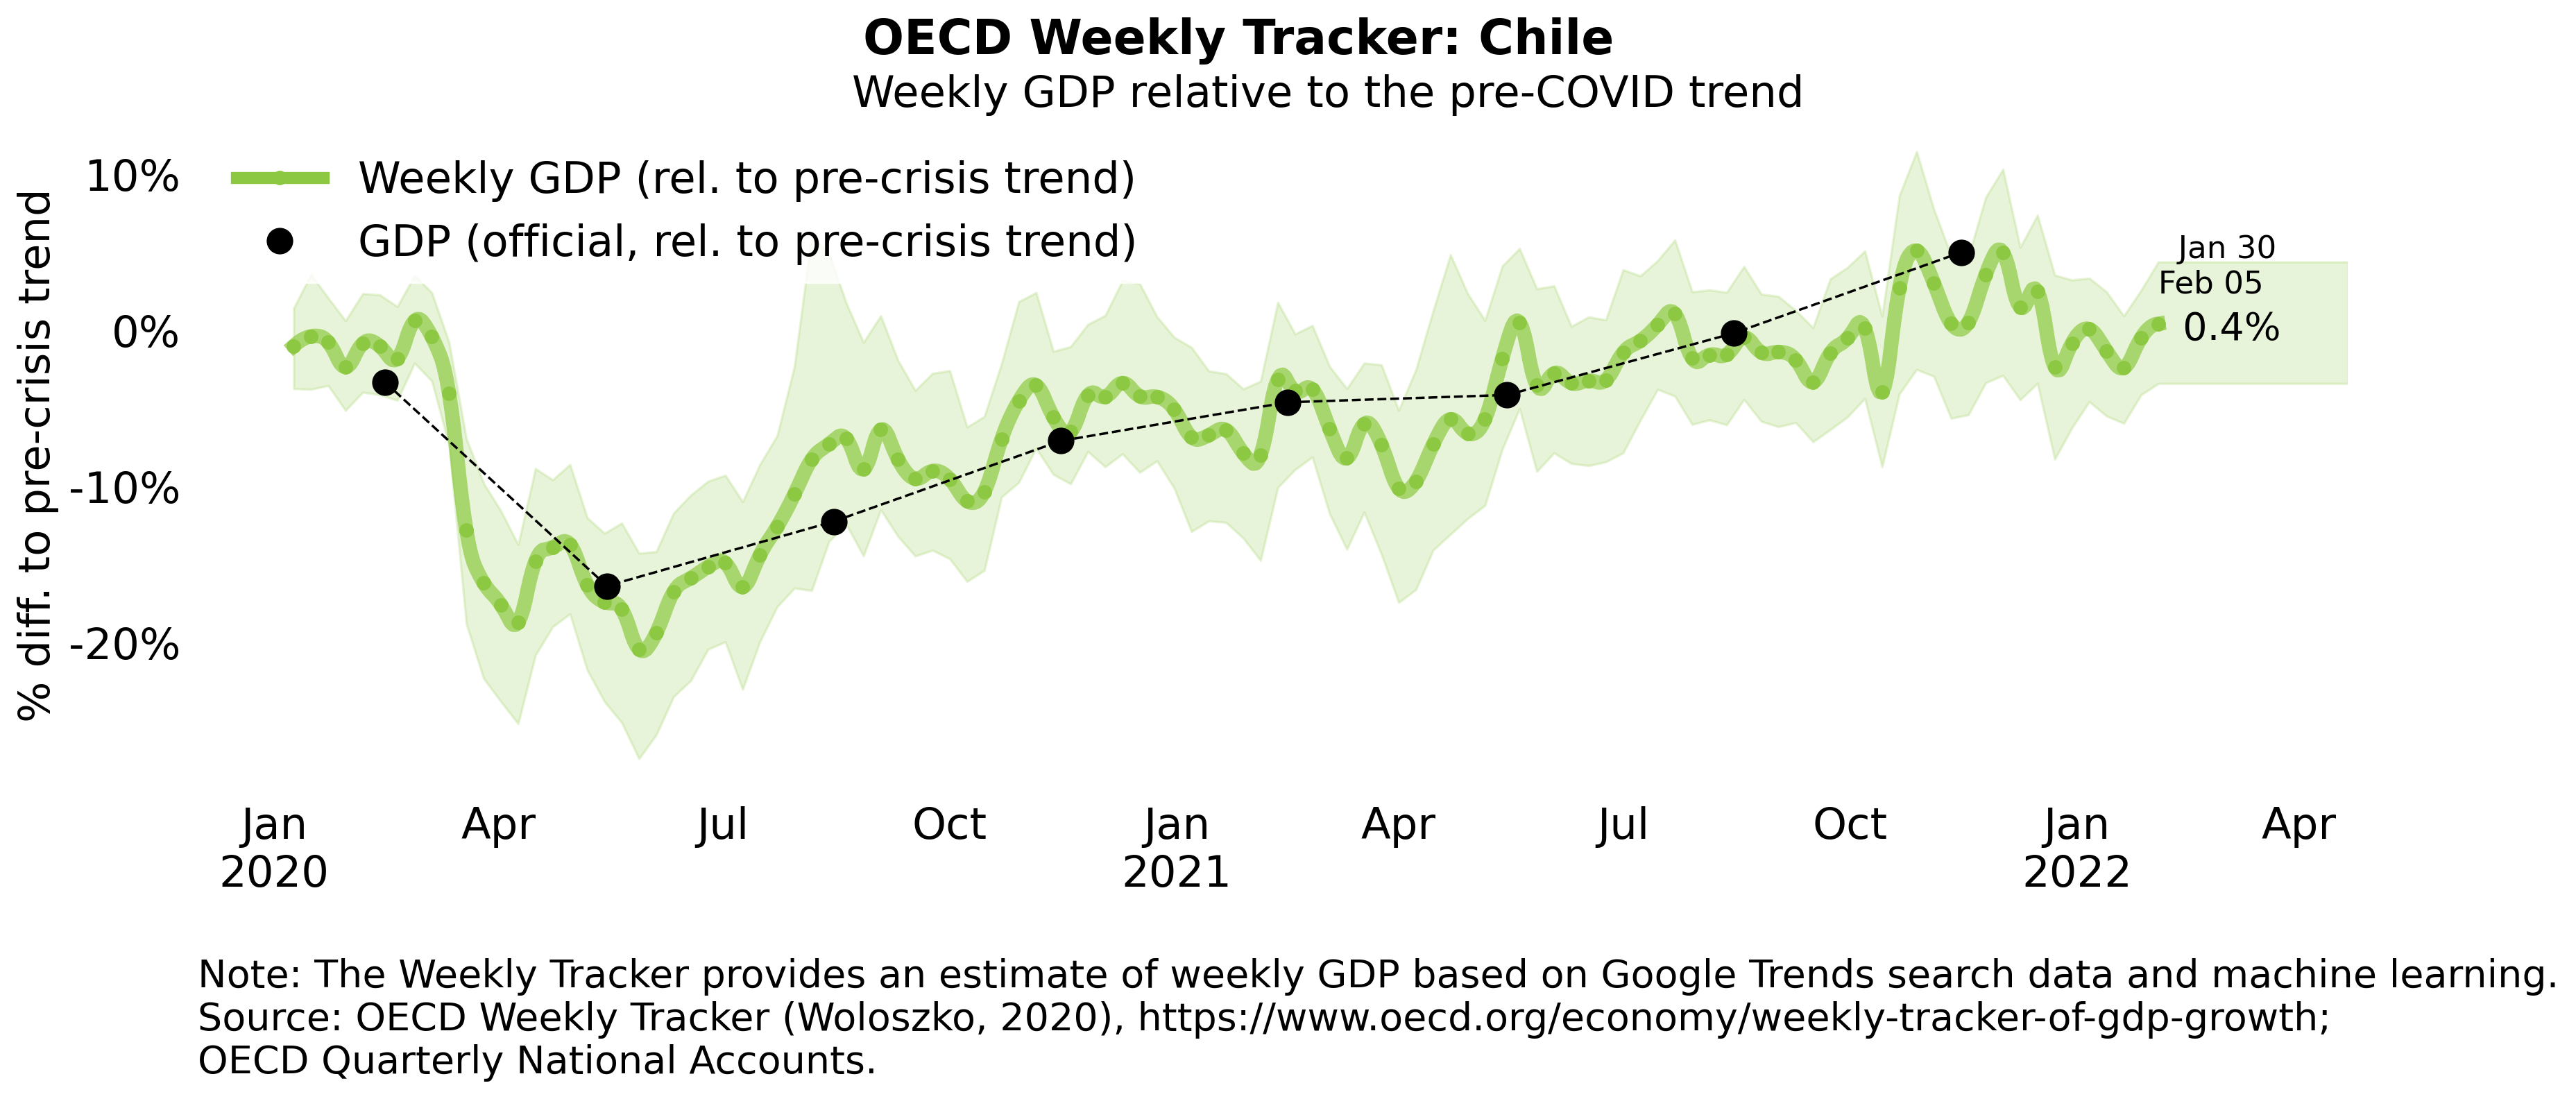 OECD Weekly Tracker: Chile
Weekly GDP relative to the pre-COVID trend
% diff. to pre-crisis trend
10%
0%
-10%
-20%
Weekly GDP (rel. to pre-crisis trend)
GDP (official, rel. to pre-crisis trend)
Jan 30
Feb 05
0.4%
Jan Apr Jul Oct Jan Apr Jul Oct Jan Apr
2020 2021 2022
Note: The Weekly Tracker provides an estimate of weekly GDP based on Google Trends search data and machine learning.
Source: OECD Weekly Tracker (Woloszko, 2020), https://www.oecd.org/economy/weekly-tracker-of-gdp-growth;
OECD Quarterly National Accounts.